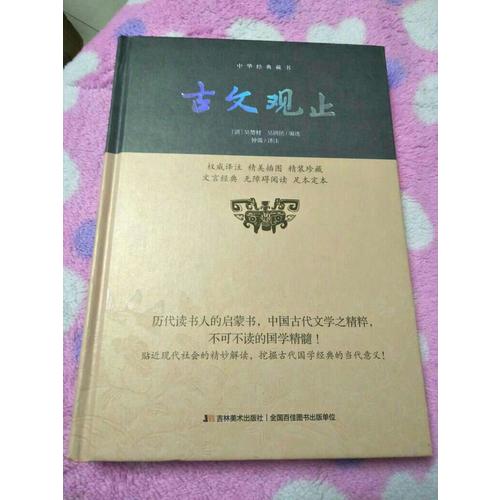 中华经典藏书
古文观止
[清] 吴楚材 吴调侯/编选
钟儒/译注
权威译注 精美插图 精装珍藏
文言经典 无障碍阅读 足本定本
历代读书人的启蒙书，中国古代文学之精粹，
不可不读的国学精髓！
贴近现代社会的精妙解读，挖掘古代国学经典的当代意义！
吉林美术出版社｜全国百佳图书出版单位